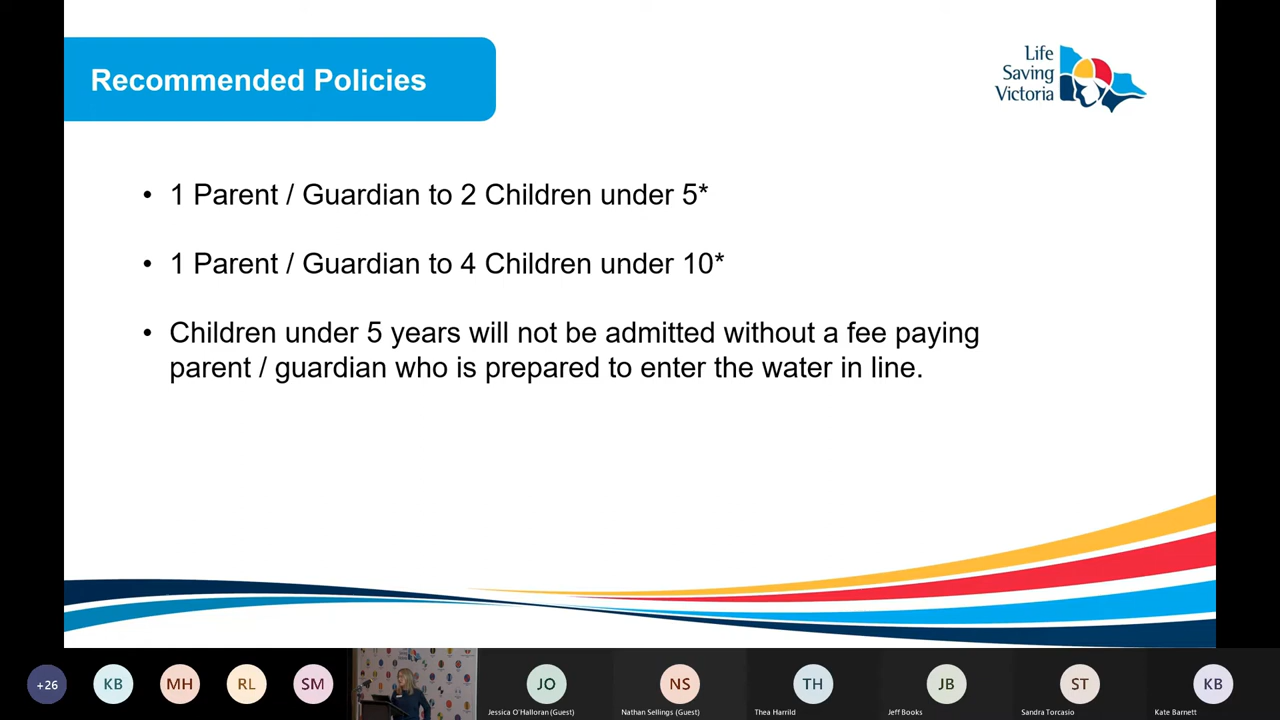 Recommended Policies
Life
Saving
Victoria
• 1 Parent / Guardian to 2 Children under 5*
• 1 Parent / Guardian to 4 Children under 10*
• Children under 5 years will not be admitted without a fee paying
parent / guardian who is prepared to enter the water in line.
+26
KB
MH
RL
SM
JO
NS
TH
JB
ST
KB
Jessica O'Halloran (Guest)
Nathan Sellings (Guest)
Thea Harrild
Jeff Books
Sandra Torcasio
Kate Barnett